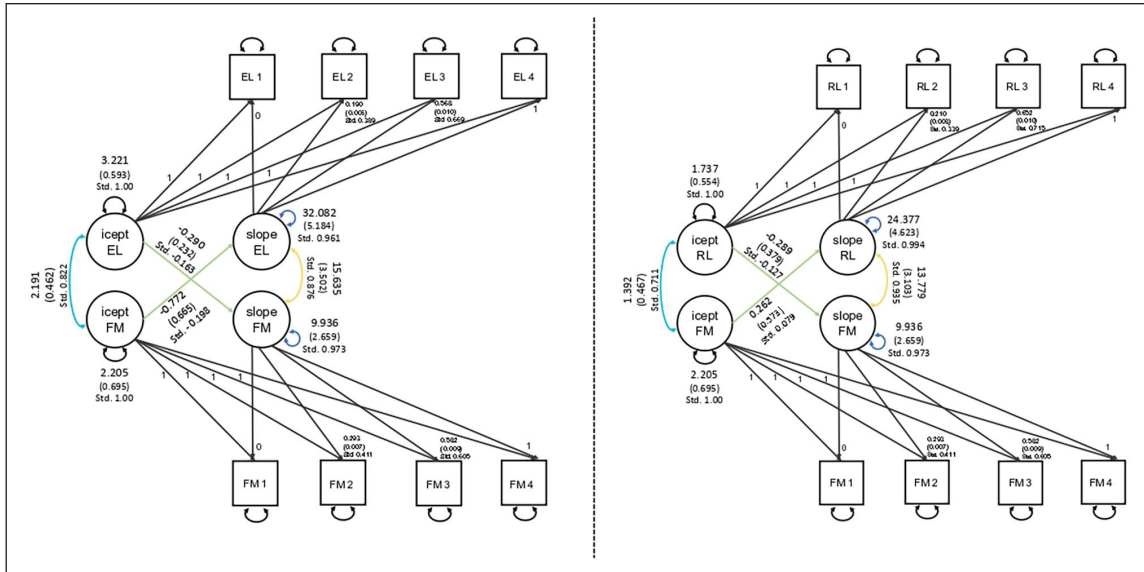 EL 1
EL 2
EL 3
EL 4
0
0.190
(0.008)
Std. 0.389
0.568
(0.010)
Std. 0.669
1
1
1
1
1
3.221
(0.593)
Std. 1.00
icept
EL
slope
EL
32.082
(5.184)
Std. 0.961
-0.290
(0.232)
Std. -0.163
2.191
(0.462)
Std. 0.822
15.635
(3.502)
Std. 0.876
-0.772
(0.665)
Std. -0.198
icept
FM
slope
FM
9.936
(2.659)
Std. 0.973
2.205
(0.695)
Std. 1.00
1
1
1
1
0
0.293
(0.007)
Std. 0.411
0.582
(0.009)
Std. 0.605
1
FM 1
FM 2
FM 3
FM 4
RL 1
RL 2
RL 3
RL 4
0
0.210
(0.008)
Std. 0.339
0.652
(0.010)
Std. 0.715
1
1
1
1
1
1.737
(0.554)
Std. 1.00
icept
RL
slope
RL
24.377
(4.623)
Std. 0.994
-0.289
(0.379)
Std. -0.127
1.392
(0.467)
Std. 0.711
13.779
(3.103)
Std. 0.935
0.262
(0.573)
Std. 0.079
icept
FM
slope
FM
9.936
(2.659)
Std. 0.973
2.205
(0.695)
Std. 1.00
1
1
1
1
0
0.293
(0.007)
Std. 0.411
0.582
(0.009)
Std. 0.605
1
FM 1
FM 2
FM 3
FM 4